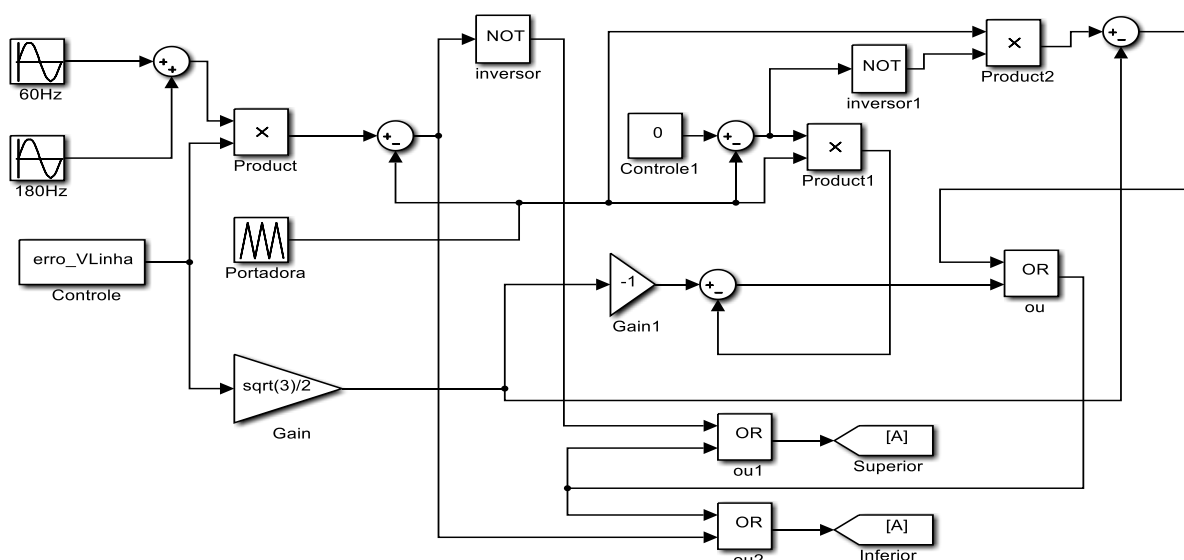 60Hz
180Hz
+
+
×
Product
+
−
NOT
inversor
0
Controle1
+
−
NOT
inversor1
×
Product1
×
Product2
+
−
Portadora
erro_VLinha
Controle
sqrt(3)/2
Gain
-1
Gain1
+
−
OR
ou
OR
ou1
[A]
Superior
OR
ou2
[A]
Inferior